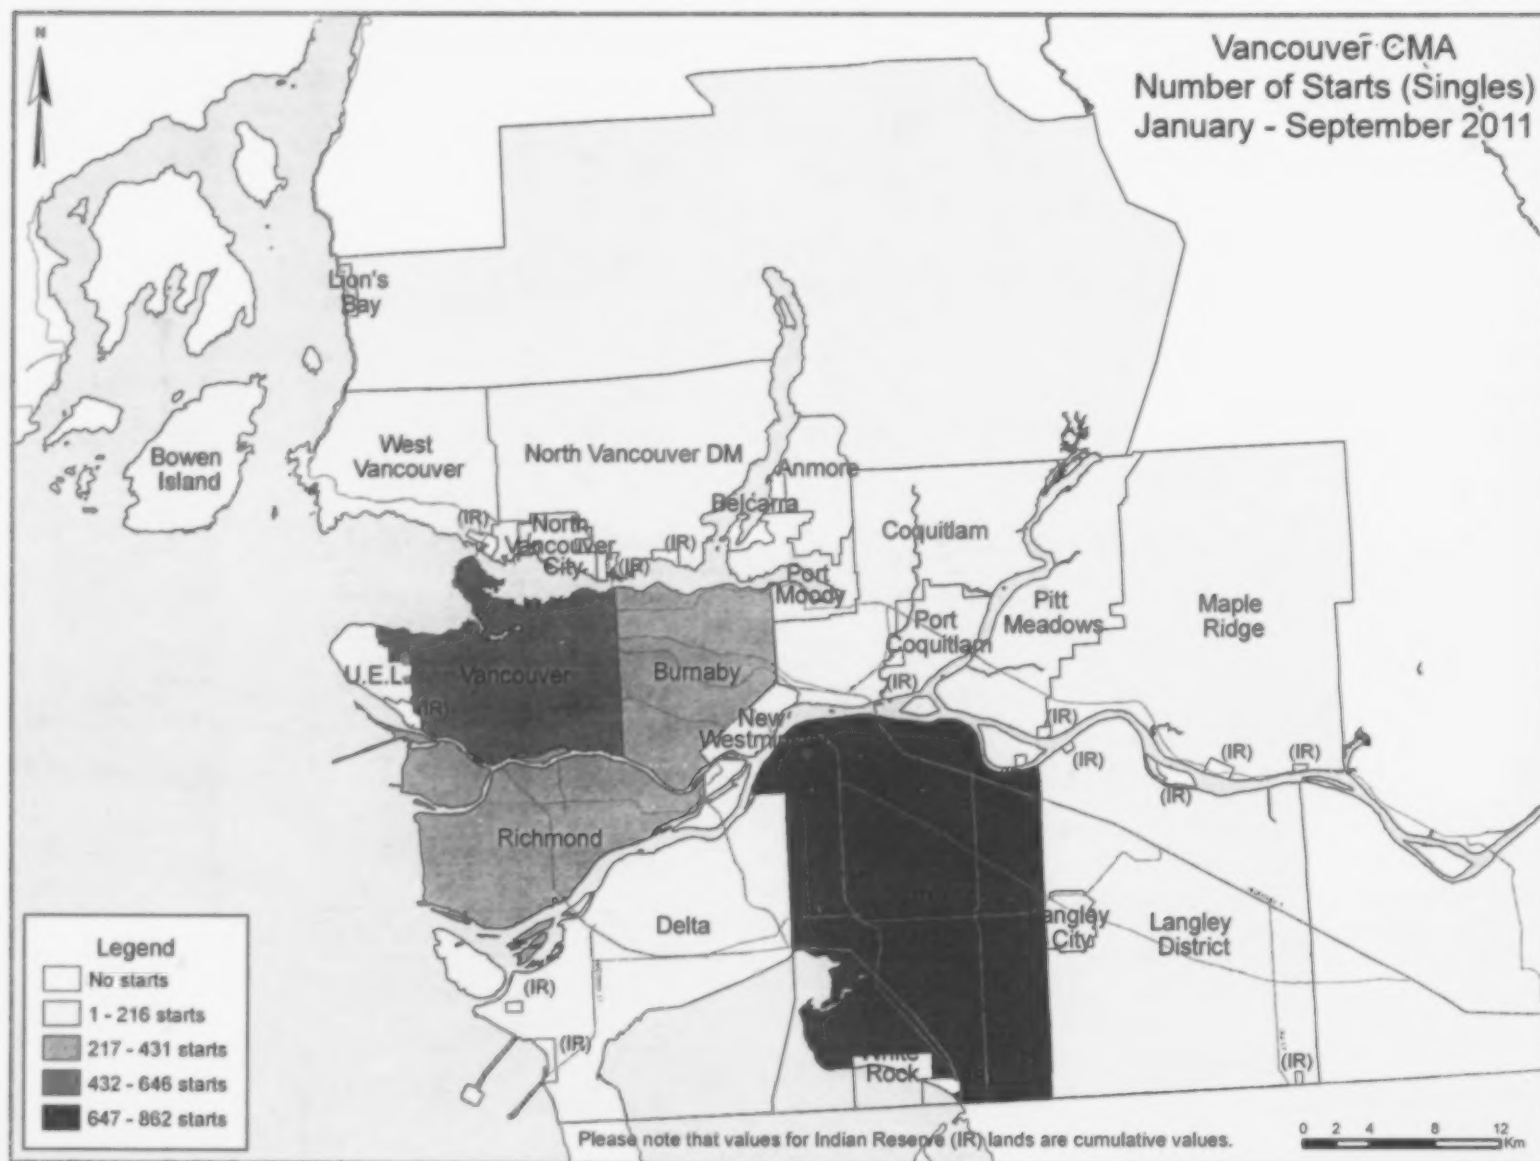 N
Vancouver CMA
Number of Starts (Singles)
January - September 2011
Lion's
Bay
Bowen
Island
West
Vancouver
North Vancouver DM
Anmore
Belcarra
(IR)
North
Vancouver
City
(IR)
(IR)
Coquitlam
Port
Moody
Port
Coquitlam
Pitt
Meadows
Maple
Ridge
U.E.L.
Vancouver
Burnaby
(IR)
(IR)
New
Westmin
(IR)
(IR)
(IR)
(IR)
(IR)
Richmond
Delta
Langley
City
Langley
District
(IR)
(IR)
(IR)
White
Rock
Legend
No starts
1 - 216 starts
217 - 431 starts
432 - 646 starts
647 - 862 starts
Please note that values for Indian Reserve (IR) lands are cumulative values.
0 2 4 8 12
Km